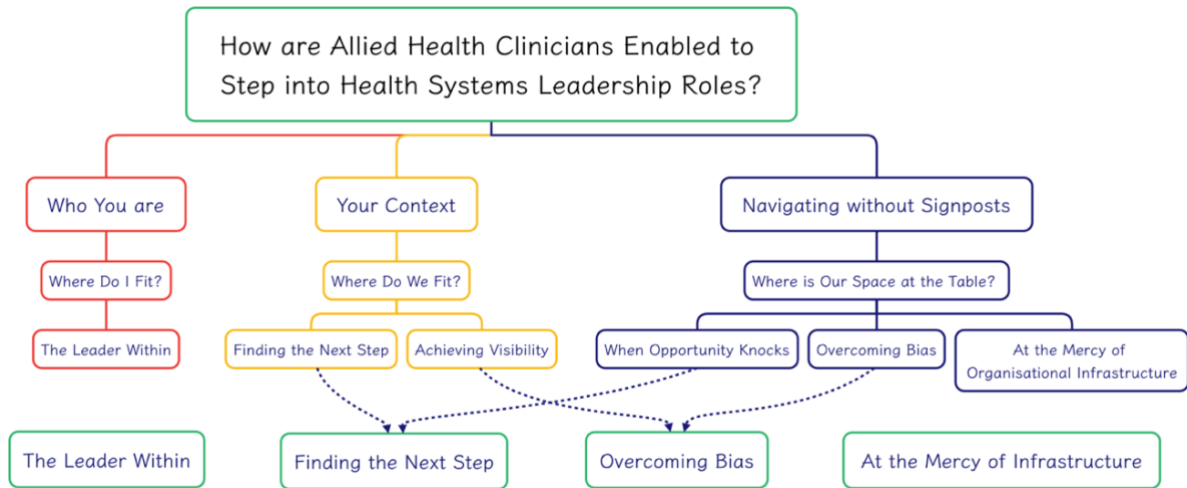 How are Allied Health Clinicians Enabled to
Step into Health Systems Leadership Roles?
Who You are
Your Context
Navigating without Signposts
Where Do I Fit?
Where Do We Fit?
Where is Our Space at the Table?
The Leader Within
Finding the Next Step
Achieving Visibility
When Opportunity Knocks
Overcoming Bias
At the Mercy of
Organisational Infrastructure
The Leader Within
Finding the Next Step
Overcoming Bias
At the Mercy of Infrastructure